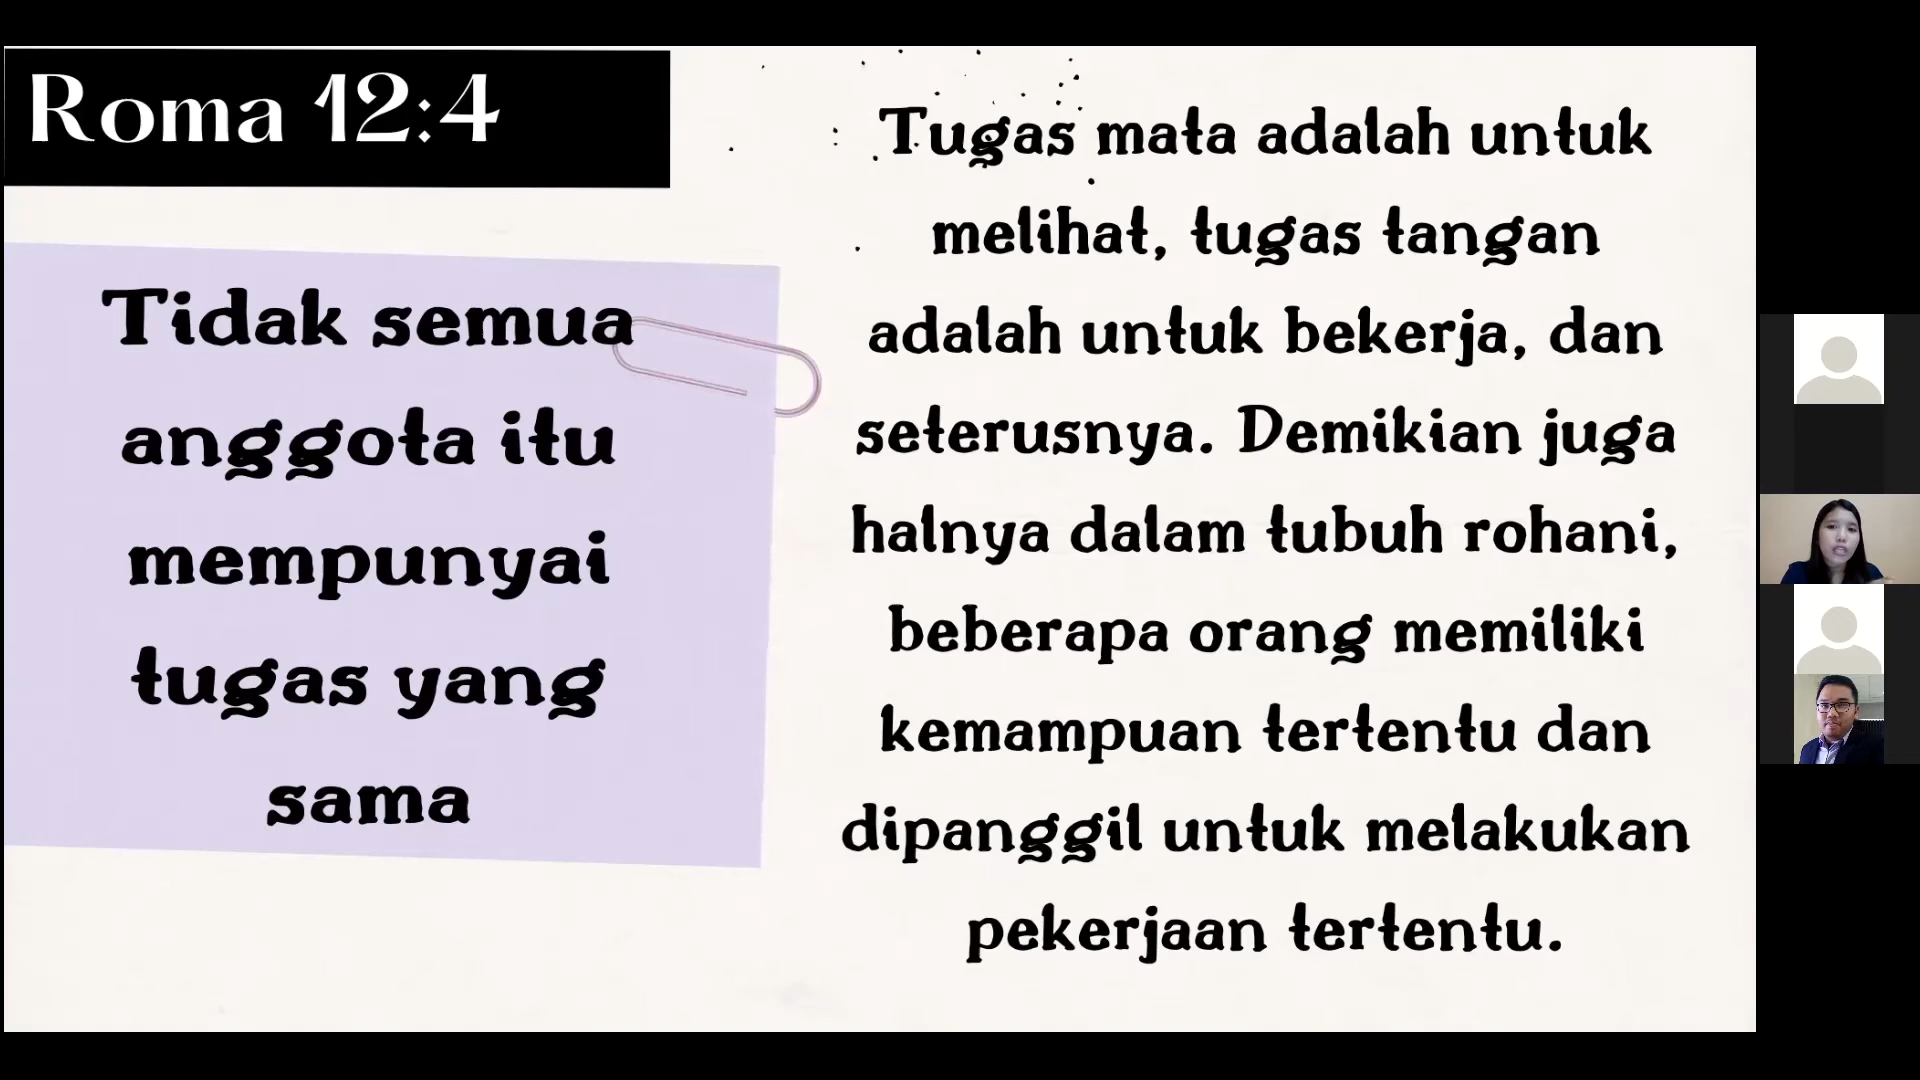 Roma 12:4
Tidak semua
anggota itu
mempunyai
tugas yang
sama
Tugas mata adalah untuk
melihat, tugas tangan
adalah untuk bekerja, dan
seterusnya. Demikian juga
halnya dalam tubuh rohani,
beberapa orang memiliki
kemampuan tertentu dan
dipanggil untuk melakukan
pekerjaan tertentu.